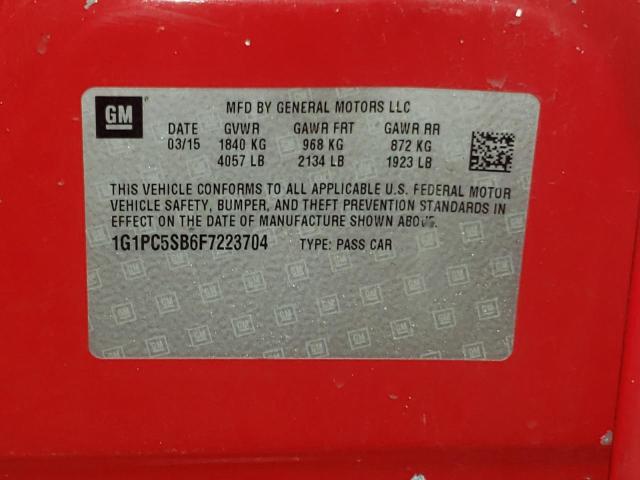 GM
MFD BY GENERAL MOTORS LLC
DATE GVWR GAWR FRT GAWR RR
03/15 1840 KG 968 KG 872 KG
4057 LB 2134 LB 1923 LB
THIS VEHICLE CONFORMS TO ALL APPLICABLE U.S. FEDERAL MOTOR
VEHICLE SAFETY, BUMPER, AND THEFT PREVENTION STANDARDS IN
EFFECT ON THE DATE OF MANUFACTURE SHOWN ABOVE.
1G1PC5SB6F7223704 TYPE: PASS CAR